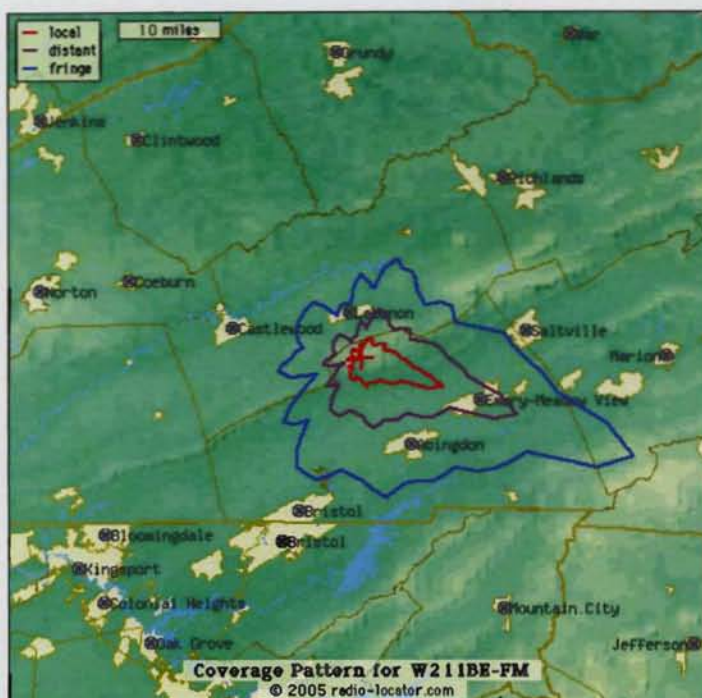 local
distant
fringe
10 miles
Grundy
War
Jenkins
Clintwood
Richlands
Norton
Coeburn
Lebanon
Castlewood
Saltville
Marion
Emory-Meadow View
Abingdon
Bristol
Bristol
Bloomingdale
Kingsport
Colonial Heights
Mountain City
Oak Grove
Jefferson
Coverage Pattern for W211BE-FM
© 2005 radio-locator.com